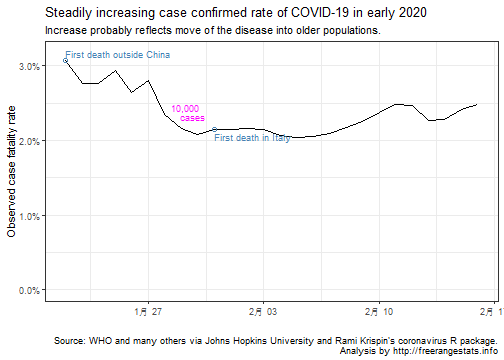 Steadily increasing case confirmed rate of COVID-19 in early 2020
Increase probably reflects move of the disease into older populations.
Observed case fatality rate
3.0%
2.0%
1.0%
0.0%
First death outside China
10,000
cases
First death in Italy
1月 27
2月 03
2月 10
2月 1
Source: WHO and many others via Johns Hopkins University and Rami Krispin's coronavirus R package.
Analysis by http://freerangestats.info